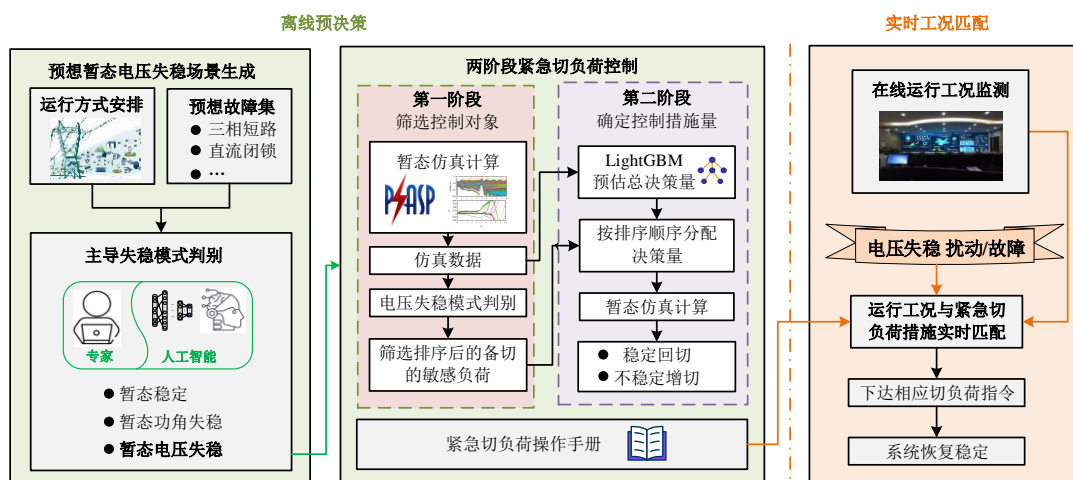 离线预决策
实时工况匹配
预想暂态电压失稳场景生成
运行方式安排
预想故障集
● 三相短路
● 直流闭锁
● …
主导失稳模式判别
专家
人工智能
● 暂态稳定
● 暂态功角失稳
● 暂态电压失稳
两阶段紧急切负荷控制
第一阶段
筛选控制对象
暂态仿真计算
PSASP
仿真数据
电压失稳模式判别
筛选排序后的备切
的敏感负荷
第二阶段
确定控制措施量
LightGBM
预估总决策量
按排序顺序分配
决策量
暂态仿真计算
● 稳定回切
● 不稳定增切
紧急切负荷操作手册
在线运行工况监测
电压失稳 扰动/故障
运行工况与紧急切
负荷措施实时匹配
下达相应切负荷指令
系统恢复稳定